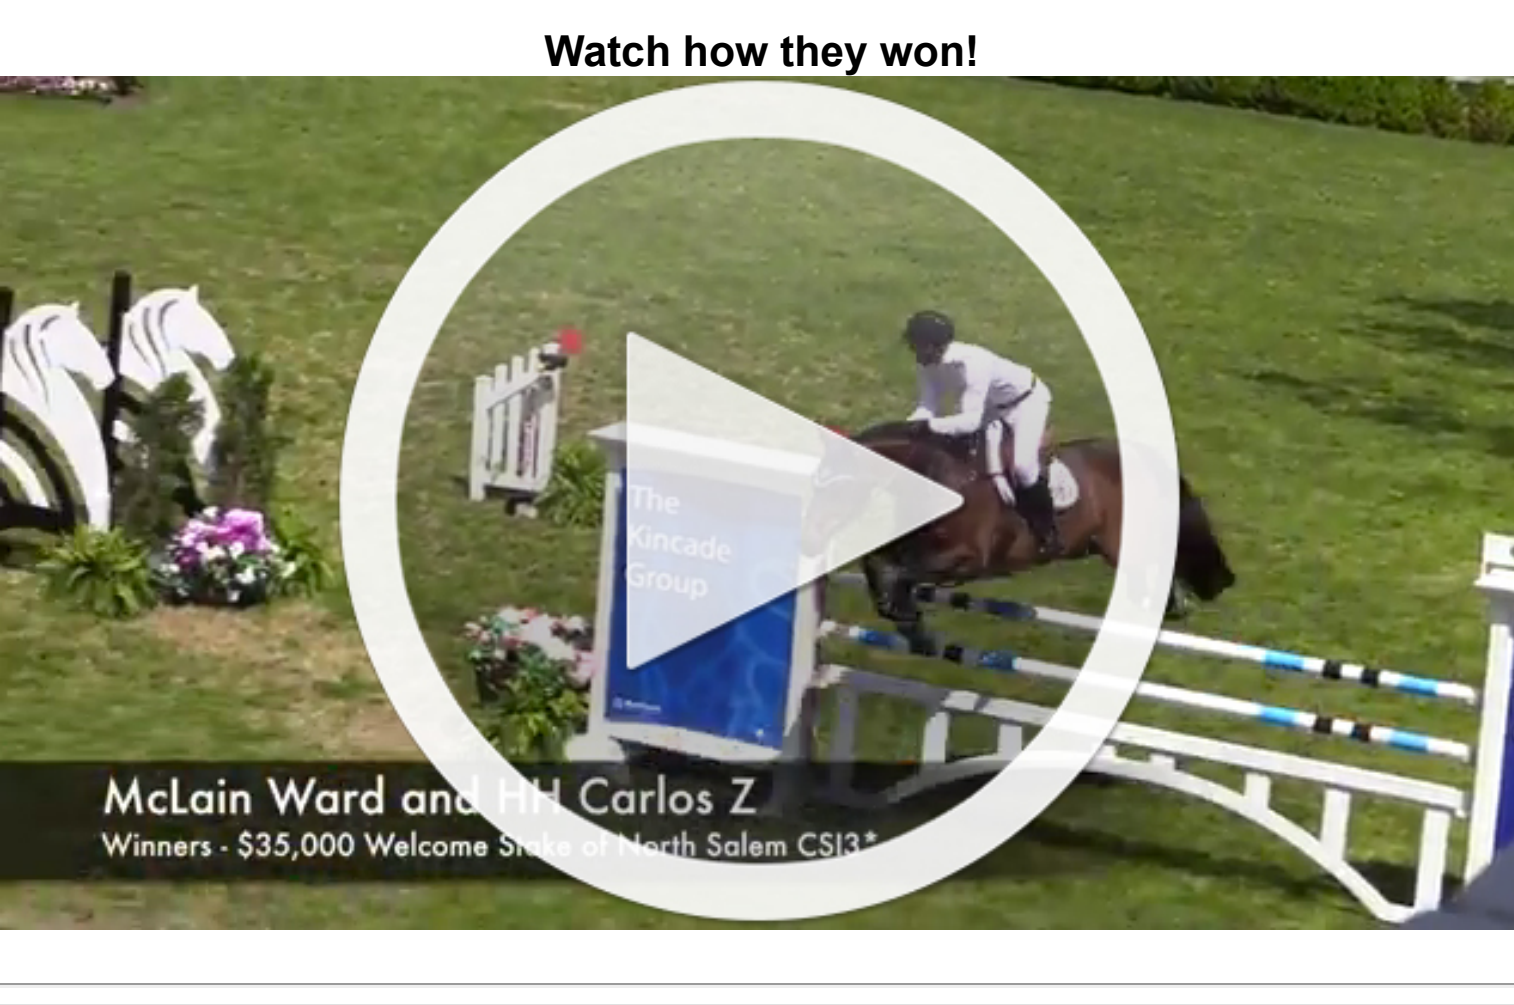 Watch how they won!
The
Kincade
Group
McLain Ward and HH Carlos Z
Winners - $35,000 Welcome Stake of North Salem CSI3*